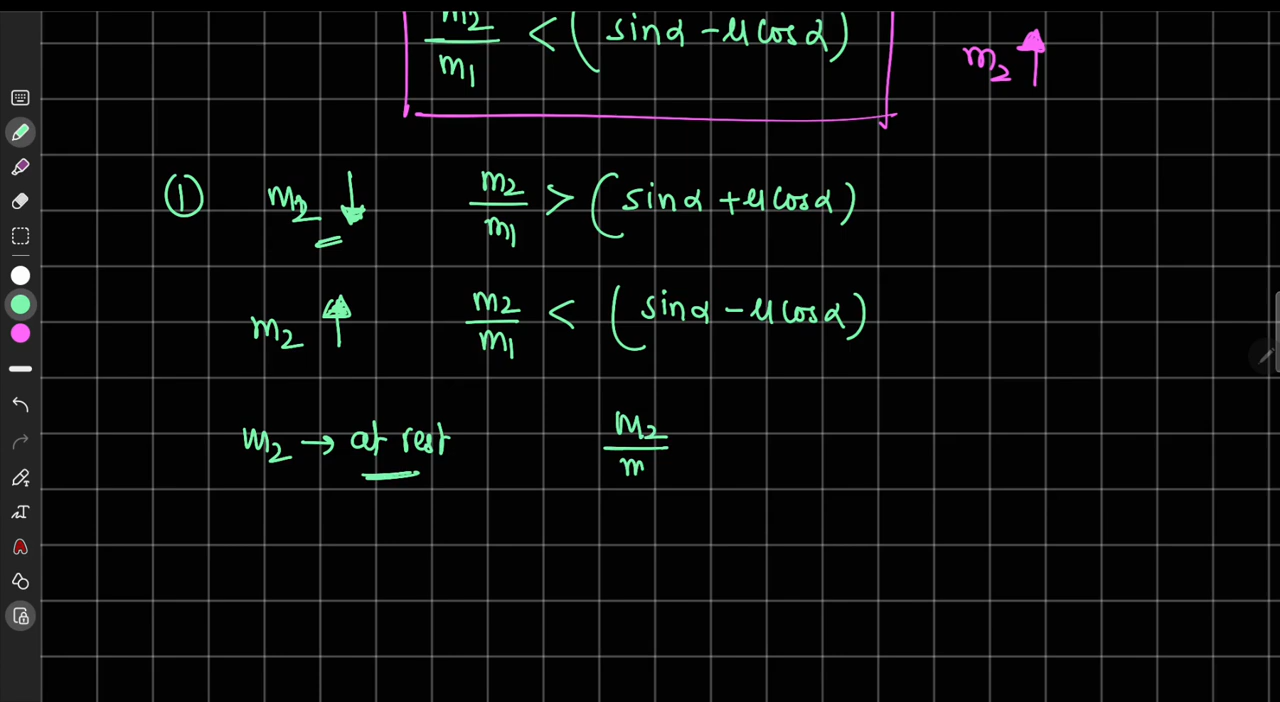 m2/m1 < (sinα - μcosα) m2 ↑
① m2 ↓ m2/m1 > (sinα + μcosα)
m2 ↑ m2/m1 < (sinα - μcosα)
m2 → at rest m2/m